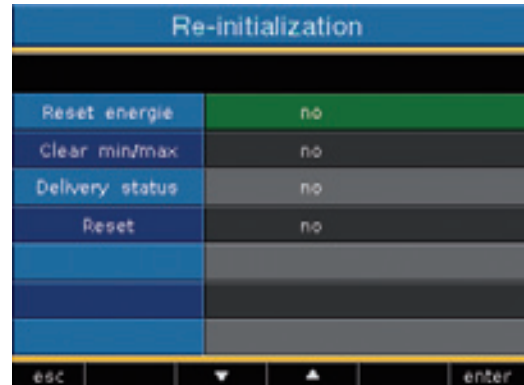 Re-initialization
Reset energie no
Clear min/max no
Delivery status no
Reset no
esc enter